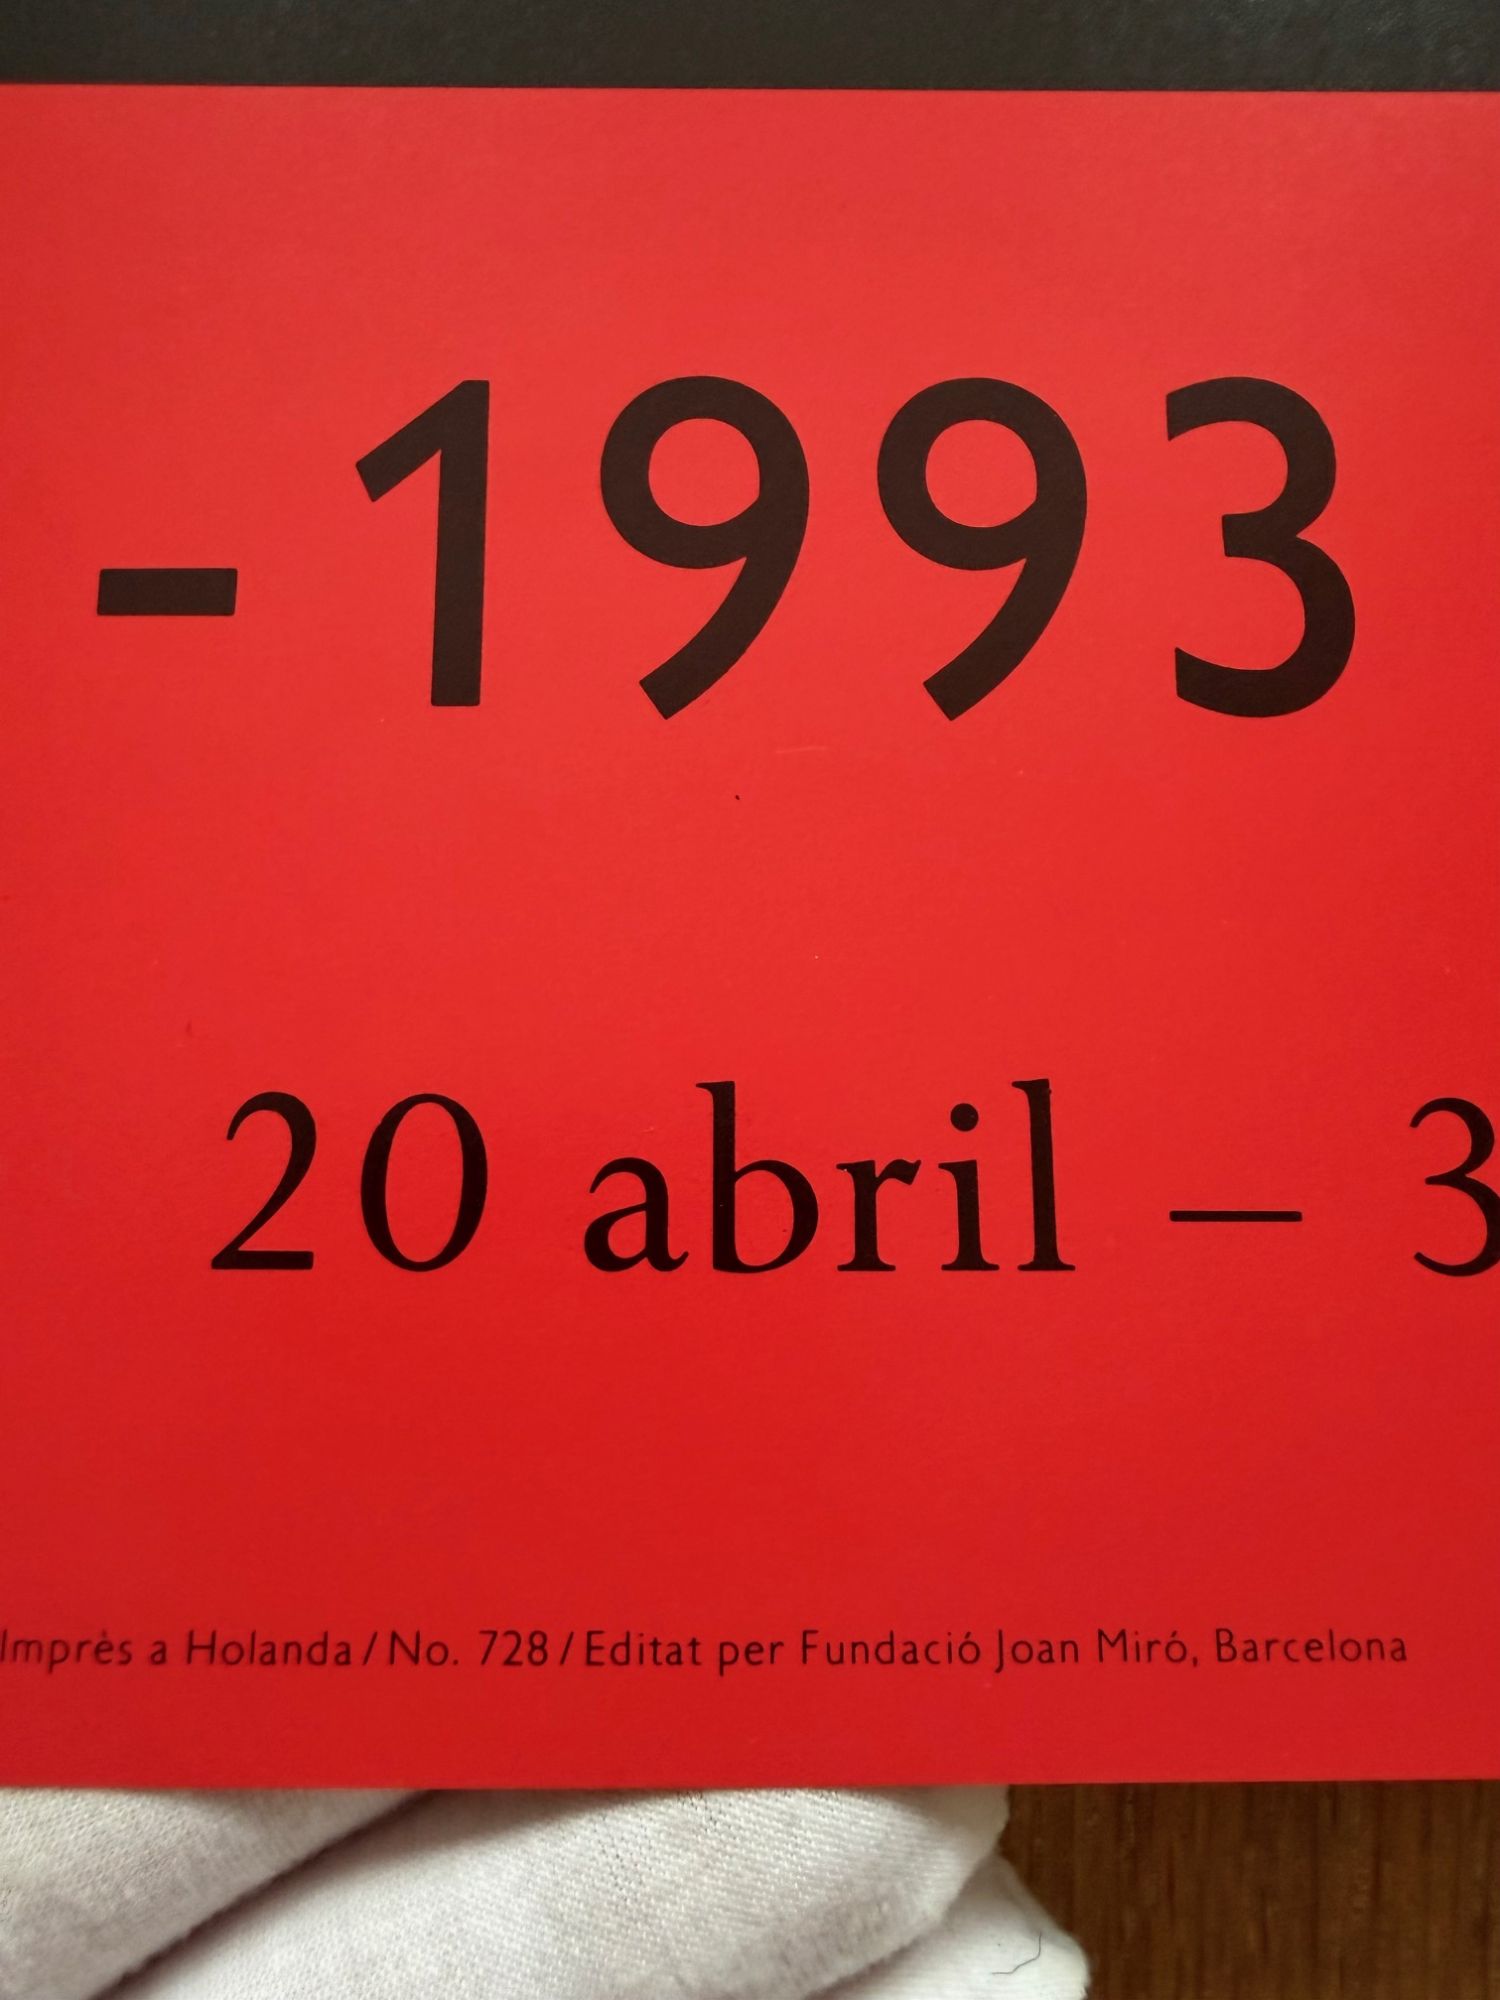 -1993
20 abril – 3
Imprès a Holanda / No. 728 / Editat per Fundació Joan Miró, Barcelona